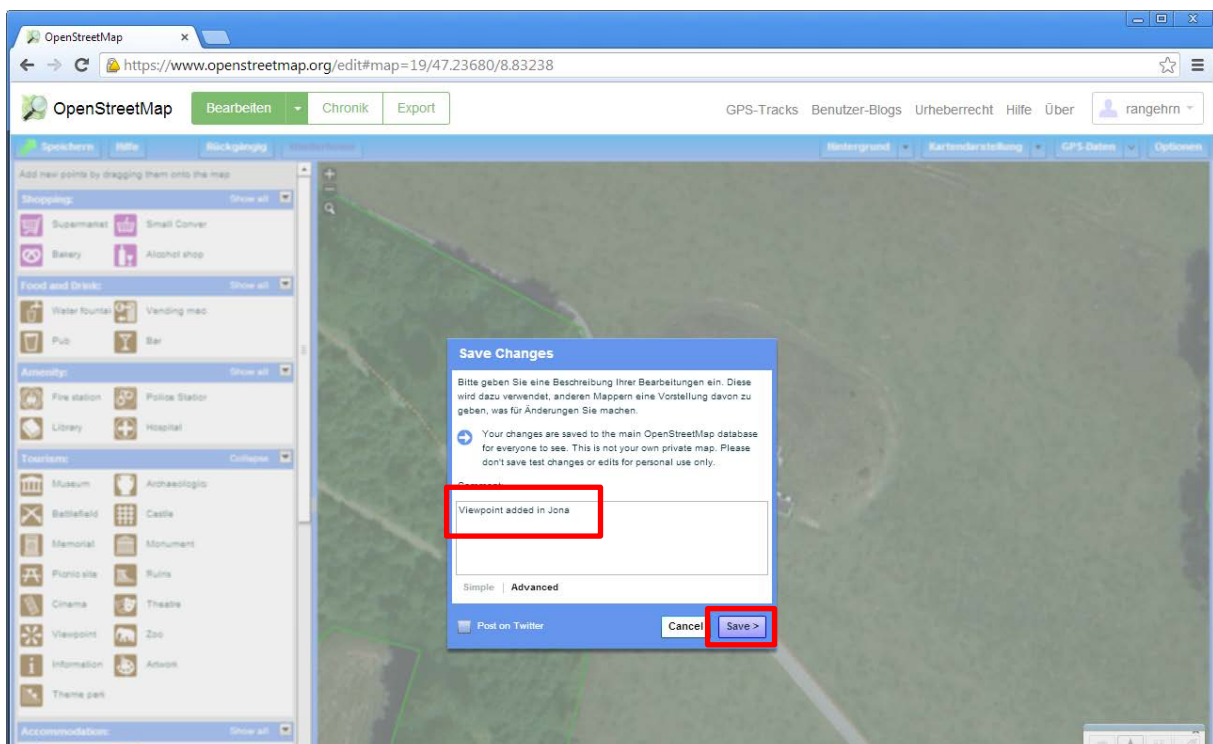 OpenStreetMap
https://www.openstreetmap.org/edit#map=19/47.23680/8.83238
OpenStreetMap Bearbeiten Chronik Export GPS-Tracks Benutzer-Blogs Urheberrecht Hilfe Über rangehrn
Speichern Hilfe Rückgängig Hintergrund Kartendarstellung GPS-Daten Optionen
Add new points by dragging them onto the map
Shopping: Show all
Supermarket Small Conver
Bakery Alcohol shop
Food and Drink: Show all
Water fountai Vending mac
Pub Bar
Amenity: Show all
Fire station Police Station
Library Hospital
Tourism: Collapse
Museum Archaeologic
Battlefield Castle
Memorial Monument
Picnic site Ruins
Cinema Theatre
Viewpoint Zoo
Information Artwork
Theme park
Accommodation: Show all
Save Changes
Bitte geben Sie eine Beschreibung Ihrer Bearbeitungen ein. Diese
wird dazu verwendet, anderen Mappern eine Vorstellung davon zu
geben, was für Änderungen Sie machen.
Your changes are saved to the main OpenStreetMap database
for everyone to see. This is not your own private map. Please
don't save test changes or edits for personal use only.
Comment:
Viewpoint added in Jona
Simple | Advanced
Post on Twitter Cancel Save >